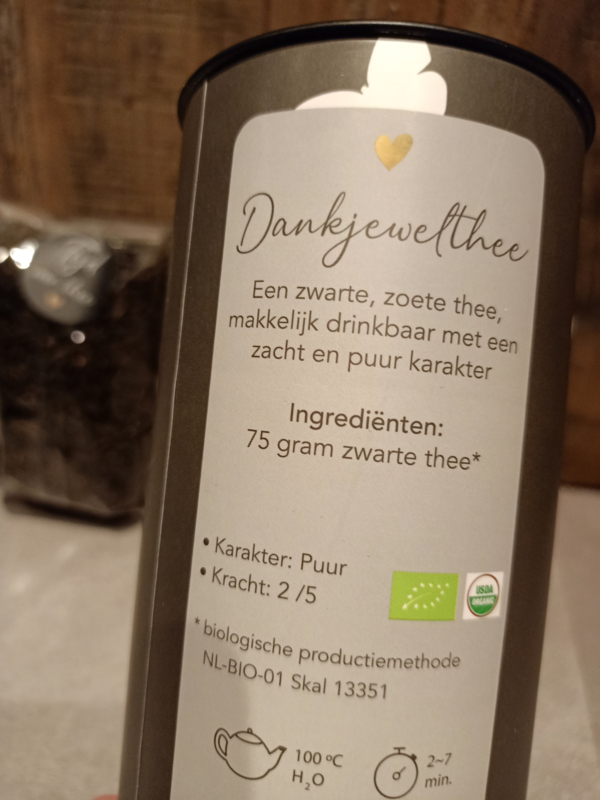 Dankjewelthee
Een zwarte, zoete thee,
makkelijk drinkbaar met een
zacht en puur karakter
Ingrediënten:
75 gram zwarte thee*
• Karakter: Puur
• Kracht: 2 /5
USDA
ORGANIC
* biologische productiemethode
NL-BIO-01 Skal 13351
100 ºC
H₂O
2~7
min.